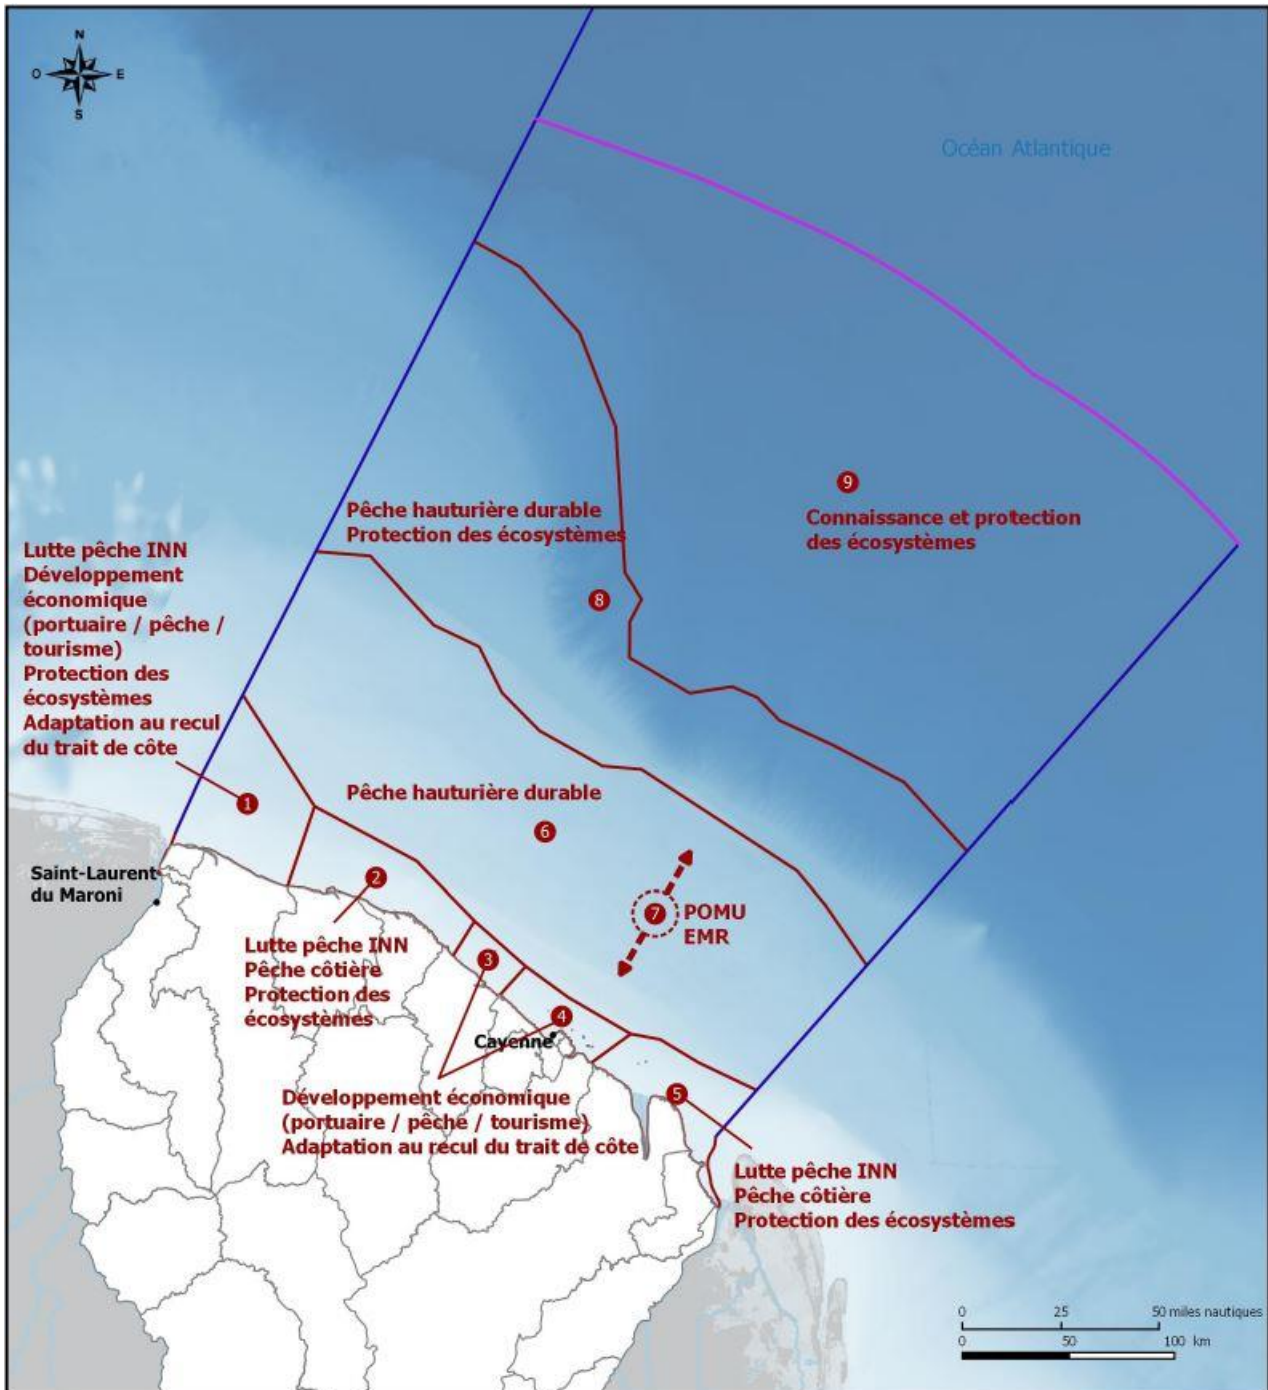 N
O
E
S
Océan Atlantique
9
Connaissance et protection
des écosystèmes
Pêche hauturière durable
Protection des écosystèmes
8
Lutte pêche INN
Développement
économique
(portuaire / pêche /
tourisme)
Protection des
écosystèmes
Adaptation au recul
du trait de côte
1
Pêche hauturière durable
6
Saint-Laurent
du Maroni
2
7
POMU
EMR
Lutte pêche INN
Pêche côtière
Protection des
écosystèmes
3
4
Cayenne
Développement économique
(portuaire / pêche / tourisme)
Adaptation au recul du trait de côte
5
Lutte pêche INN
Pêche côtière
Protection des écosystèmes
0 25 50 miles nautiques
0 50 100 km